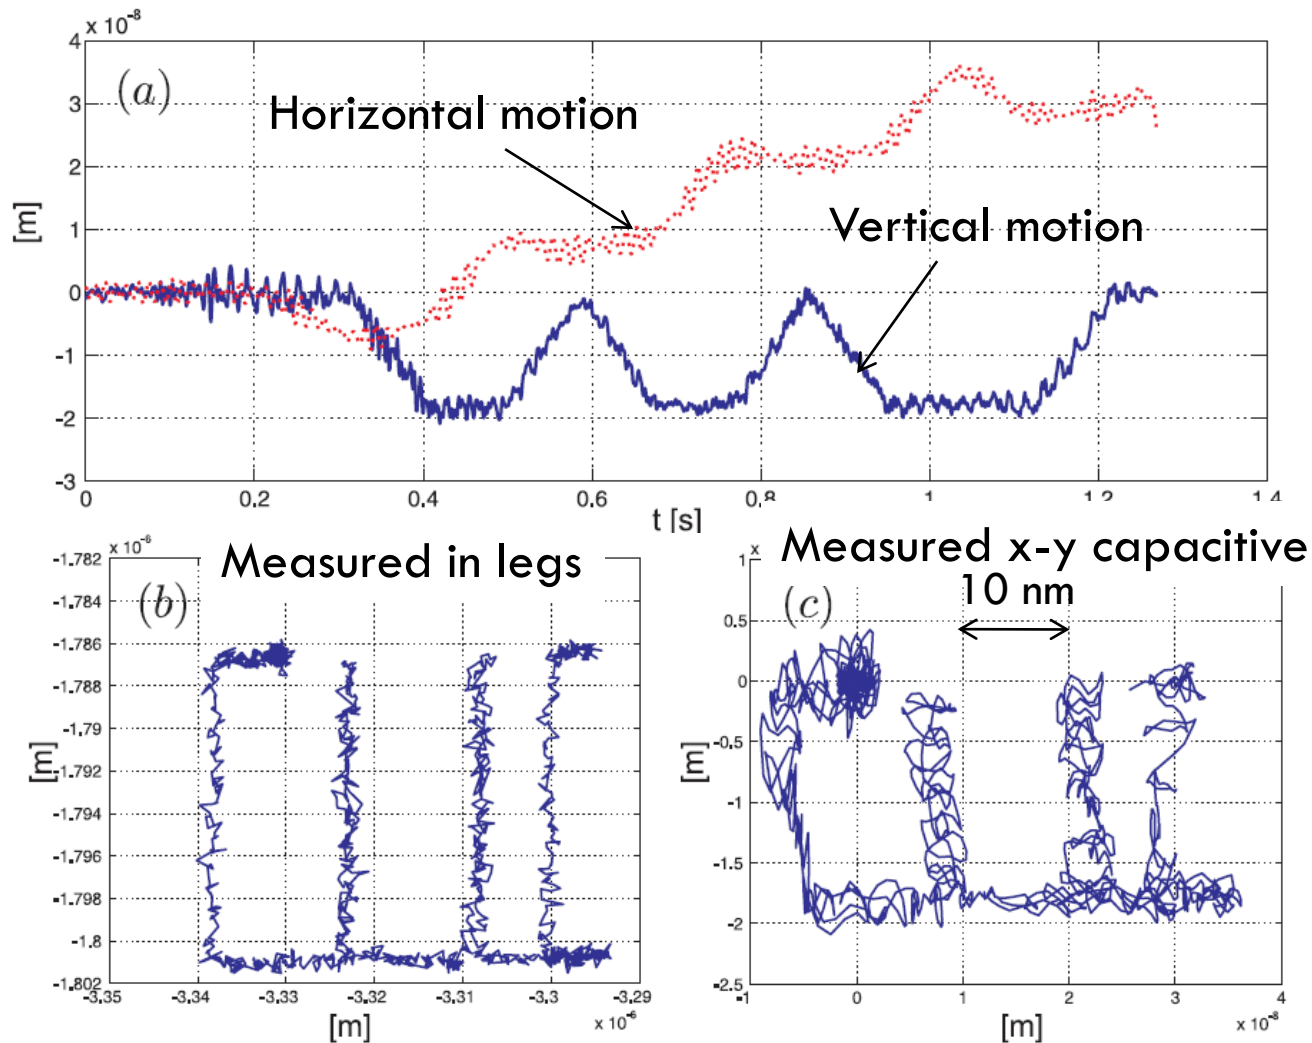 x 10⁻⁸
4
(a)
3
Horizontal motion
2
[m]
1
Vertical motion
0
-1
-2
-3
0 0.2 0.4 0.6 0.8 1 1.2 1.4
t [s]
x 10⁻⁶
Measured in legs
(b)
-1.782
-1.784
-1.786
-1.788
-1.79
[m]
-1.792
-1.794
-1.796
-1.798
-1.8
-1.802
-3.35 -3.34 -3.33 -3.32 -3.31 -3.3 -3.29
[m] x 10⁻⁶
Measured x-y capacitive
x
1
10 nm
(c)
0.5
0
-0.5
[m]
-1
-1.5
-2
-2.5
-1 0 1 2 3 4
[m] x 10⁻⁸